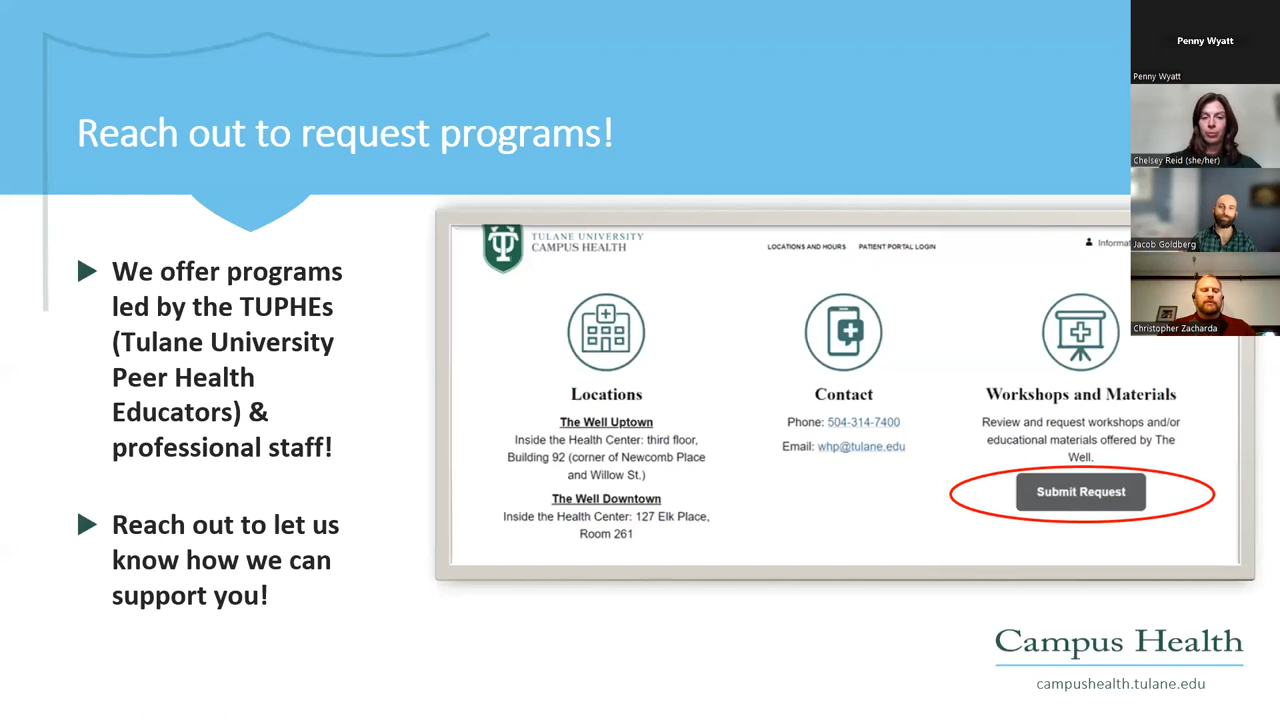 Reach out to request programs!
We offer programs
led by the TUPHEs
(Tulane University
Peer Health
Educators) &
professional staff!
Reach out to let us
know how we can
support you!
TULANE UNIVERSITY
CAMPUS HEALTH
LOCATIONS AND HOURS
PATIENT PORTAL LOGIN
Locations
The Well Uptown
Inside the Health Center: third floor,
Building 92 (corner of Newcomb Place
and Willow St.)
The Well Downtown
Inside the Health Center: 127 Elk Place,
Room 261
Contact
Phone: 504-314-7400
Email: whp@tulane.edu
Workshops and Materials
Review and request workshops and/or
educational materials offered by The
Well.
Submit Request
Campus Health
campushealth.tulane.edu
Penny Wyatt
Penny Wyatt
Chelsey Reid (she/her)
Jacob Goldberg
Christopher Zacharda